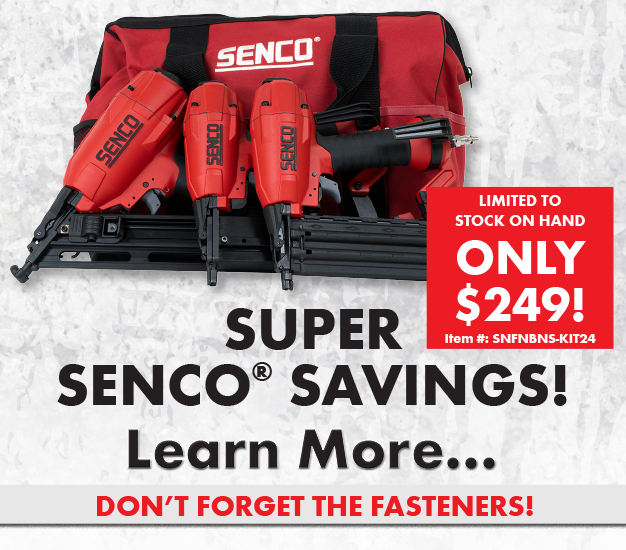 SENCO®
SENCO
SENCO
SENCO
LIMITED TO
STOCK ON HAND
ONLY
$249!
Item #: SNFNBNS-KIT24
SUPER
SENCO® SAVINGS!
Learn More...
DON'T FORGET THE FASTENERS!